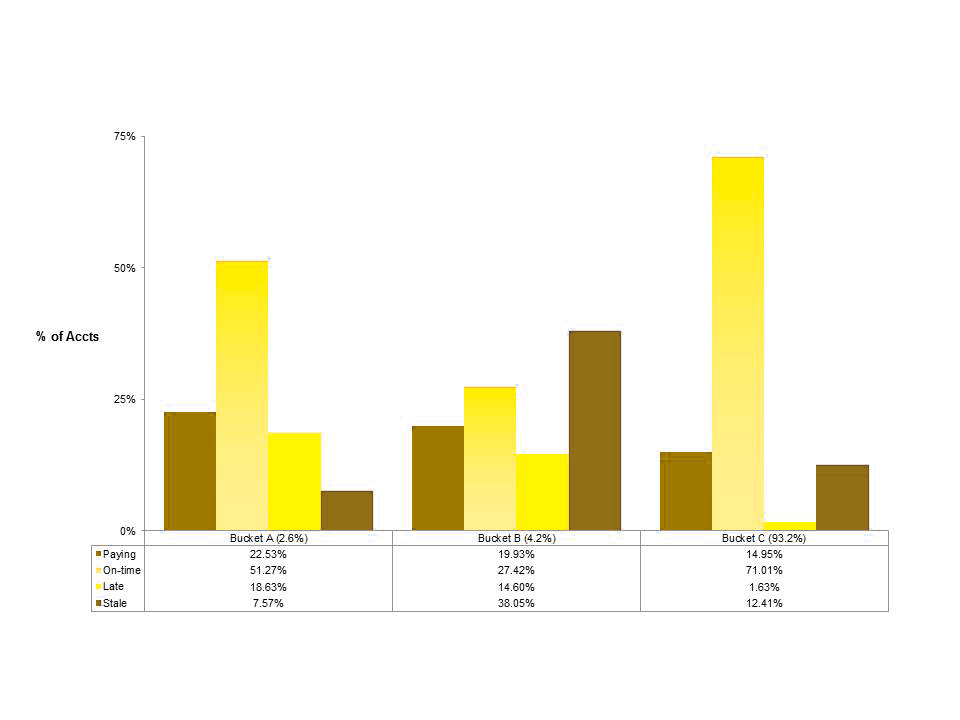 75%
50%
% of Accts
25%
0%
Bucket A (2.6%) Bucket B (4.2%) Bucket C (93.2%)
Paying 22.53% 19.93% 14.95%
On-time 51.27% 27.42% 71.01%
Late 18.63% 14.60% 1.63%
Stale 7.57% 38.05% 12.41%